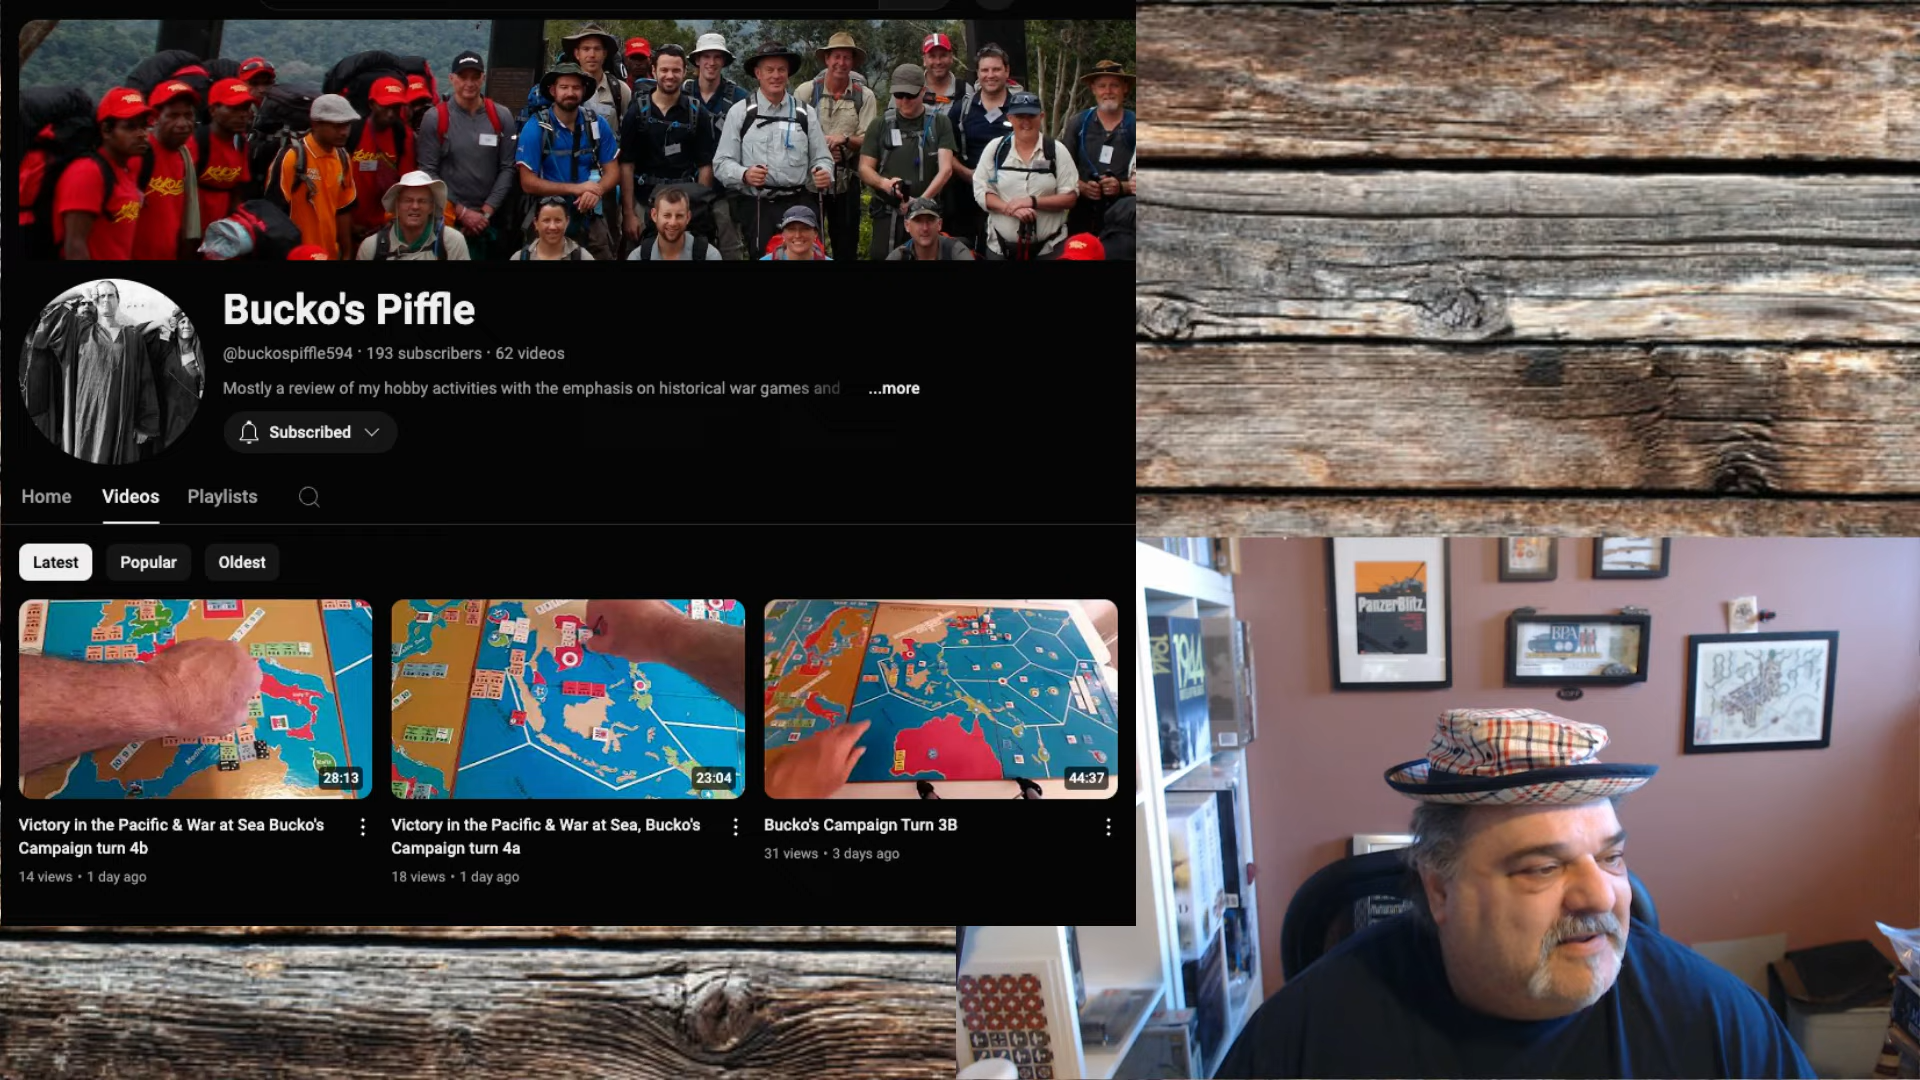 KOKODA
Bucko's Piffle
@buckospiffle594 · 193 subscribers · 62 videos
Mostly a review of my hobby activities with the emphasis on historical war games and ...more
Subscribed
Home Videos Playlists
Latest Popular Oldest
28:13
23:04
44:37
Victory in the Pacific & War at Sea Bucko's
Campaign turn 4b
14 views · 1 day ago
Victory in the Pacific & War at Sea, Bucko's
Campaign turn 4a
18 views · 1 day ago
Bucko's Campaign Turn 3B
31 views · 3 days ago
PanzerBlitz
BPA
1944